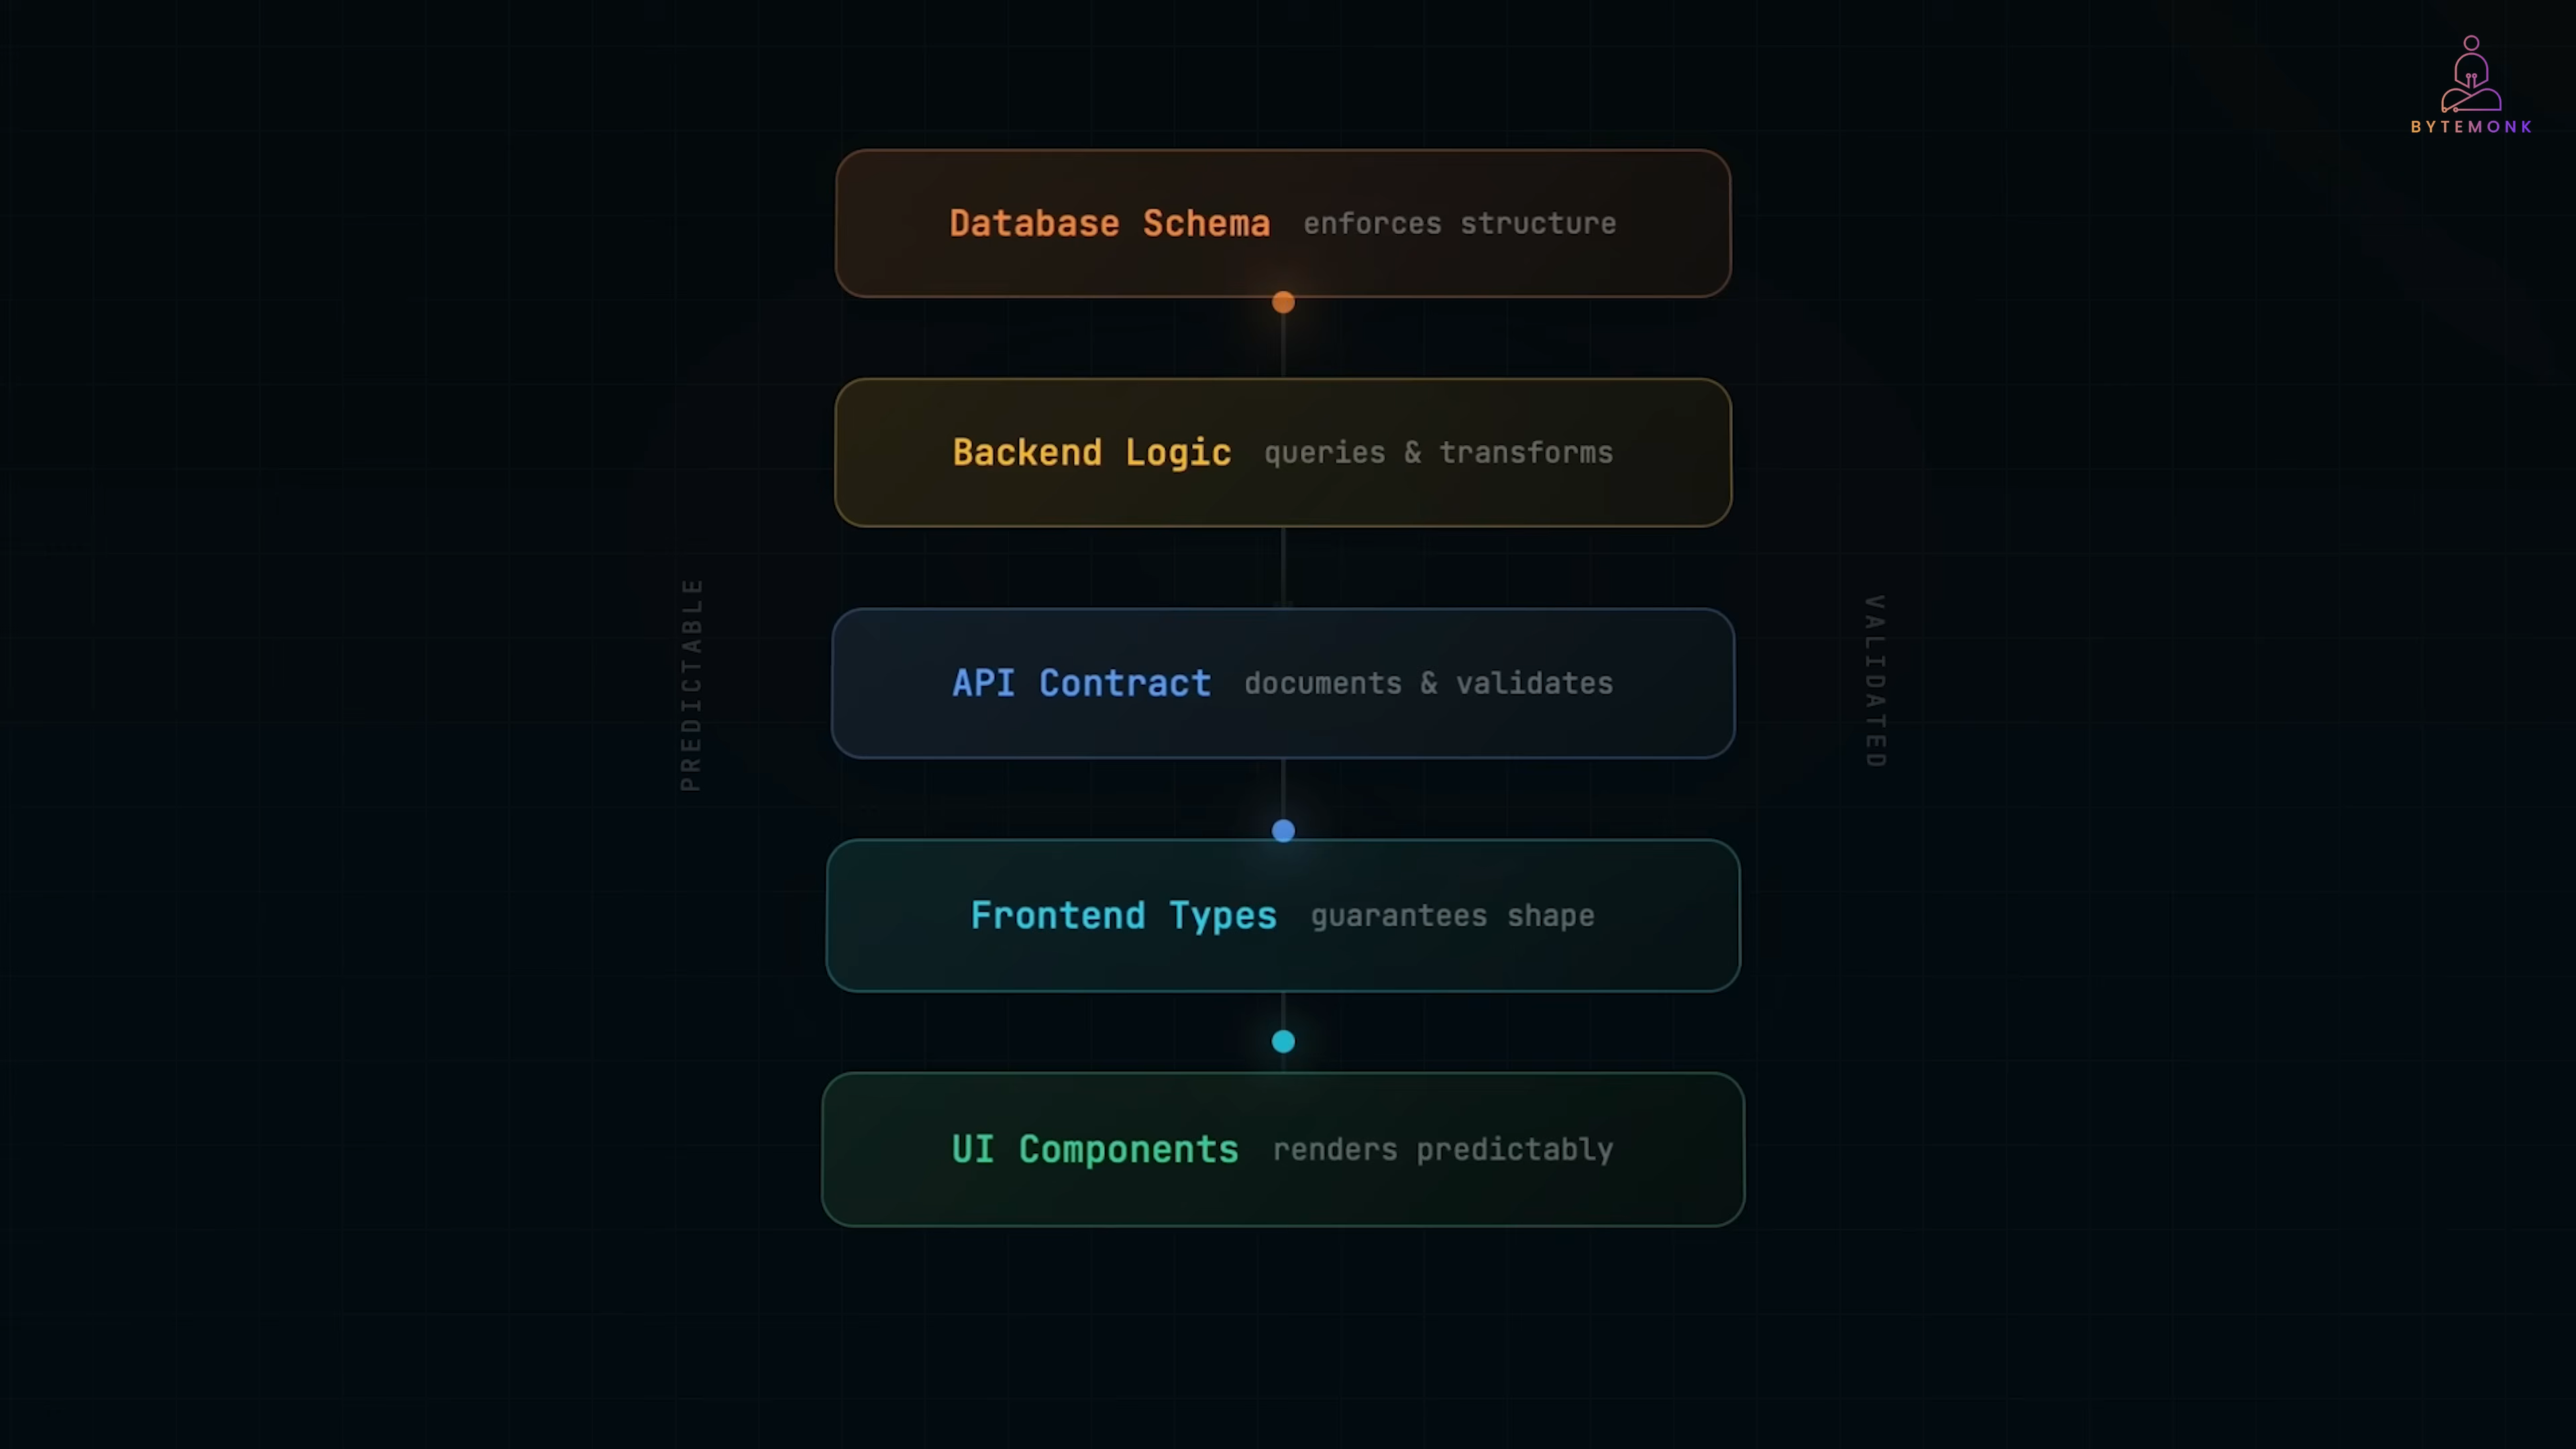 BYTEMONK
Database Schema enforces structure
Backend Logic queries & transforms
PREDICTABLE
API Contract documents & validates
VALIDATED
Frontend Types guarantees shape
UI Components renders predictably